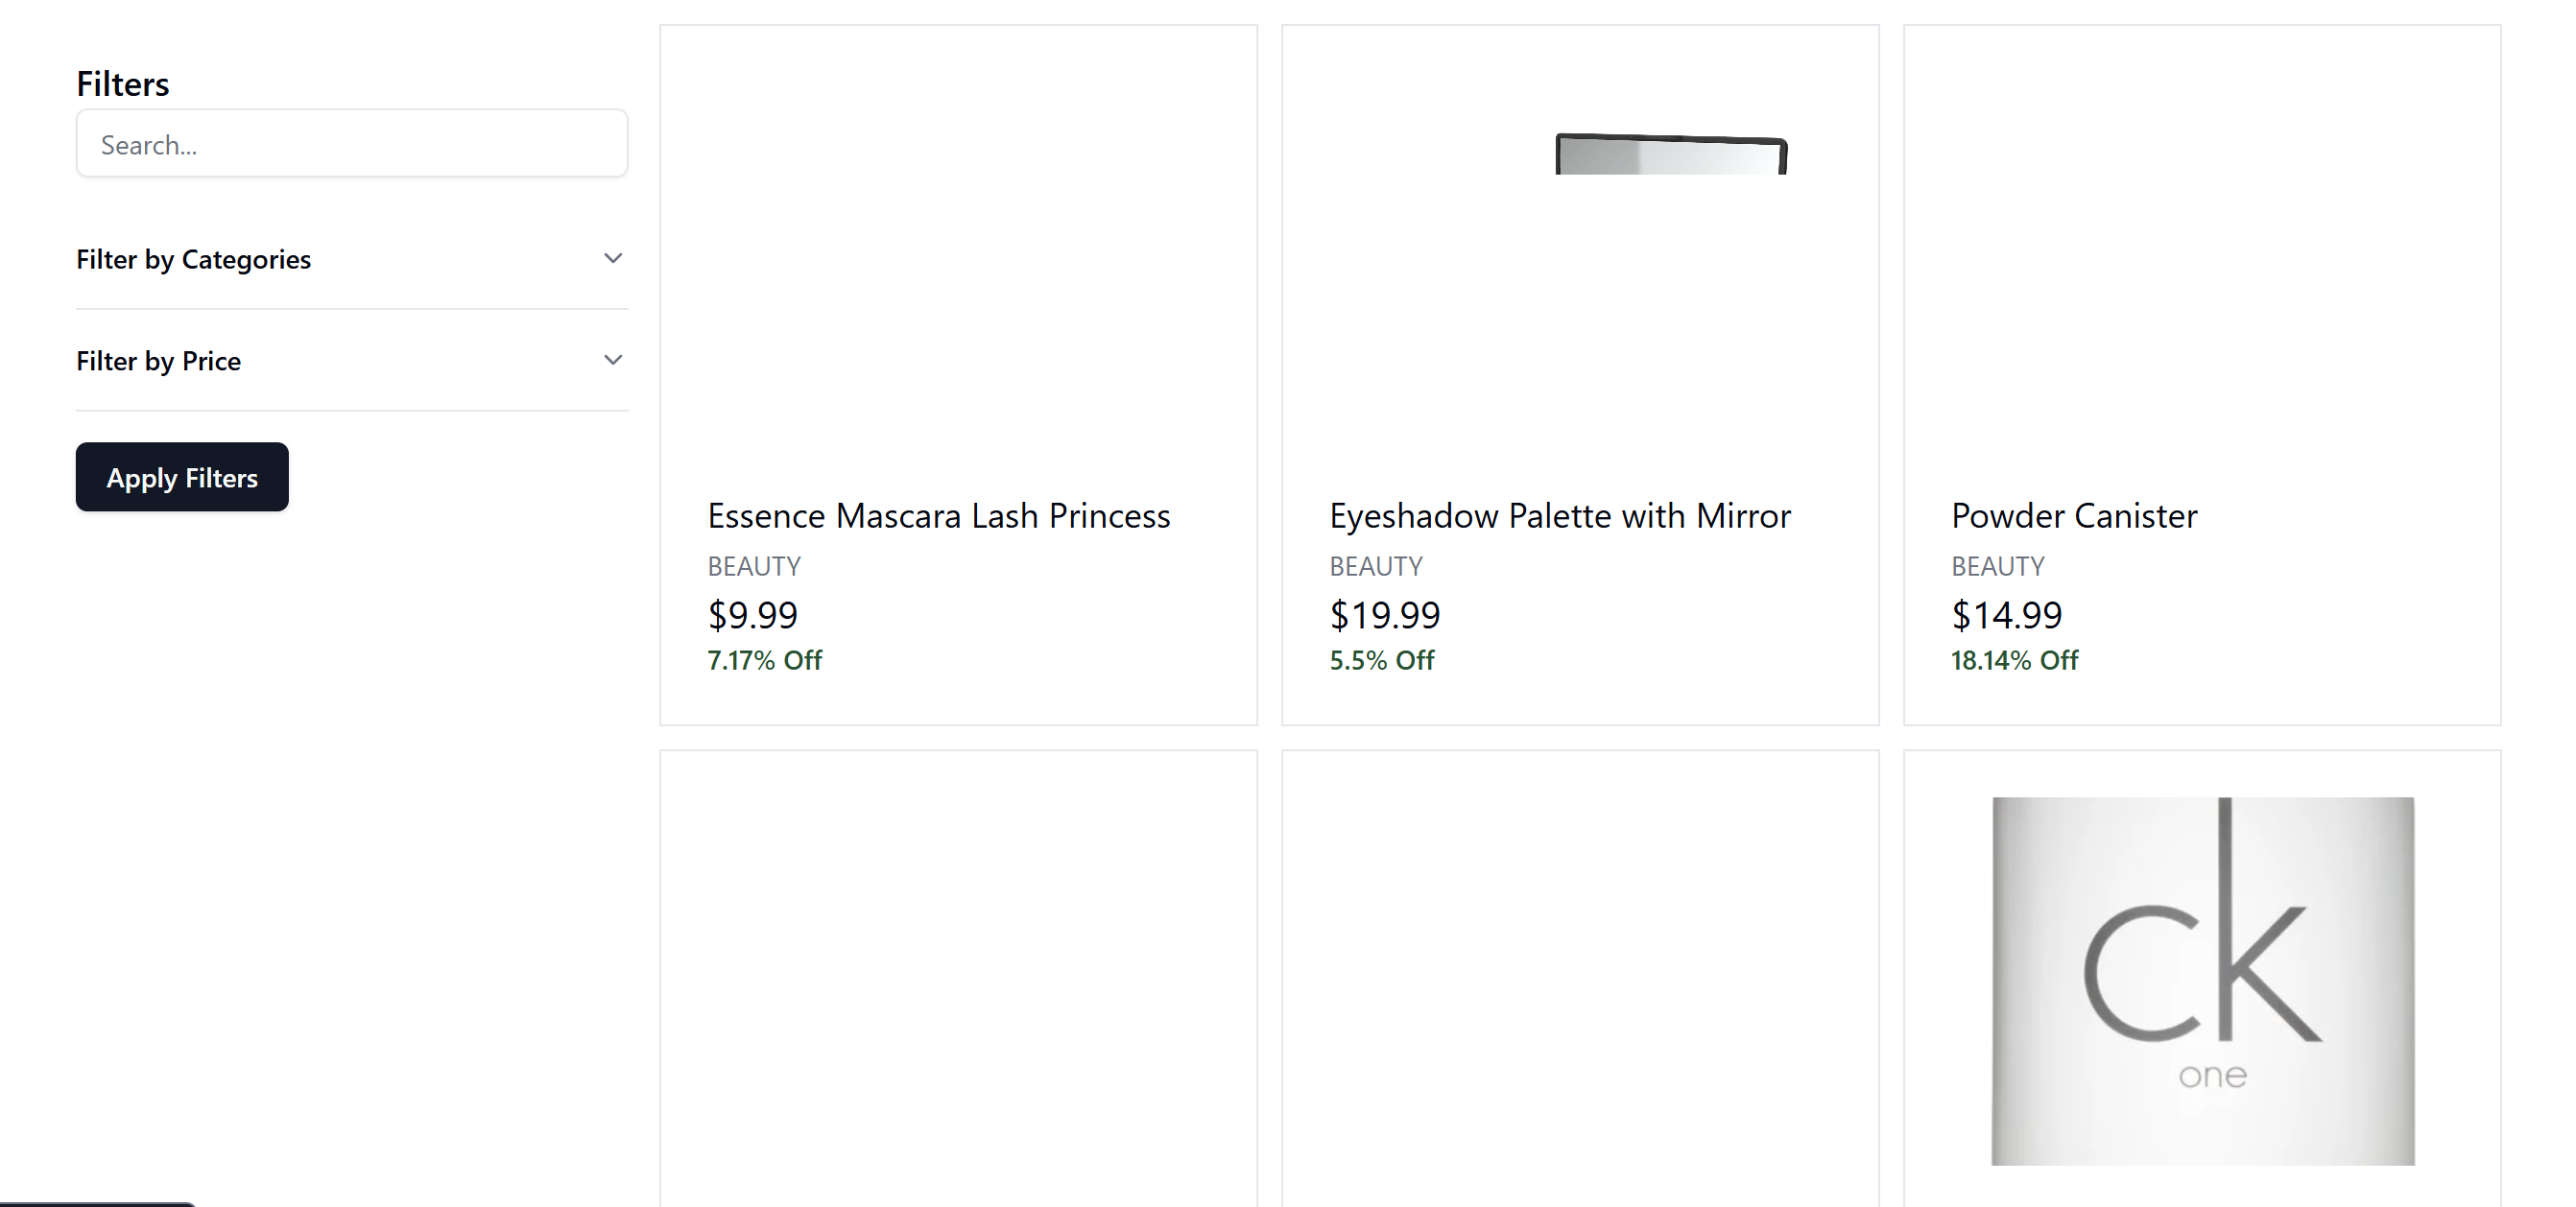 Filters
Search...
Filter by Categories
Filter by Price
Apply Filters
Essence Mascara Lash Princess
BEAUTY
$9.99
7.17% Off
Eyeshadow Palette with Mirror
BEAUTY
$19.99
5.5% Off
Powder Canister
BEAUTY
$14.99
18.14% Off
ck
one